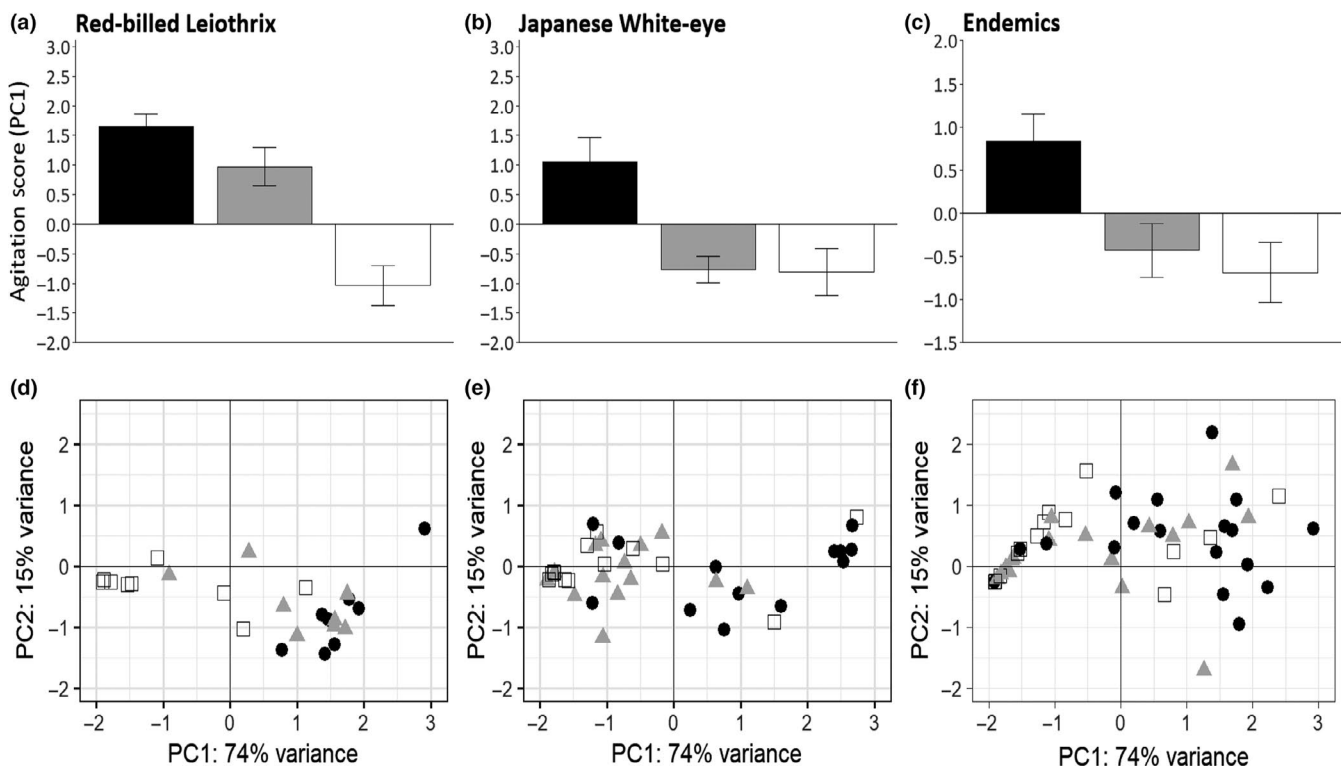 (a) Red-billed Leiothrix
(b) Japanese White-eye
(c) Endemics
Agitation score (PC1)
3.0
2.5
2.0
1.5
1.0
0.5
0.0
−0.5
−1.0
−1.5
−2.0
3.0
2.5
2.0
1.5
1.0
0.5
0.0
−0.5
−1.0
−1.5
−2.0
2.0
1.5
1.0
0.5
0.0
−0.5
−1.0
−1.5
(d)
(e)
(f)
PC2: 15% variance
2
1
0
−1
−2
−2 −1 0 1 2 3
PC1: 74% variance
PC2: 15% variance
2
1
0
−1
−2
−2 −1 0 1 2 3
PC1: 74% variance
PC2: 15% variance
2
1
0
−1
−2
−2 −1 0 1 2 3
PC1: 74% variance